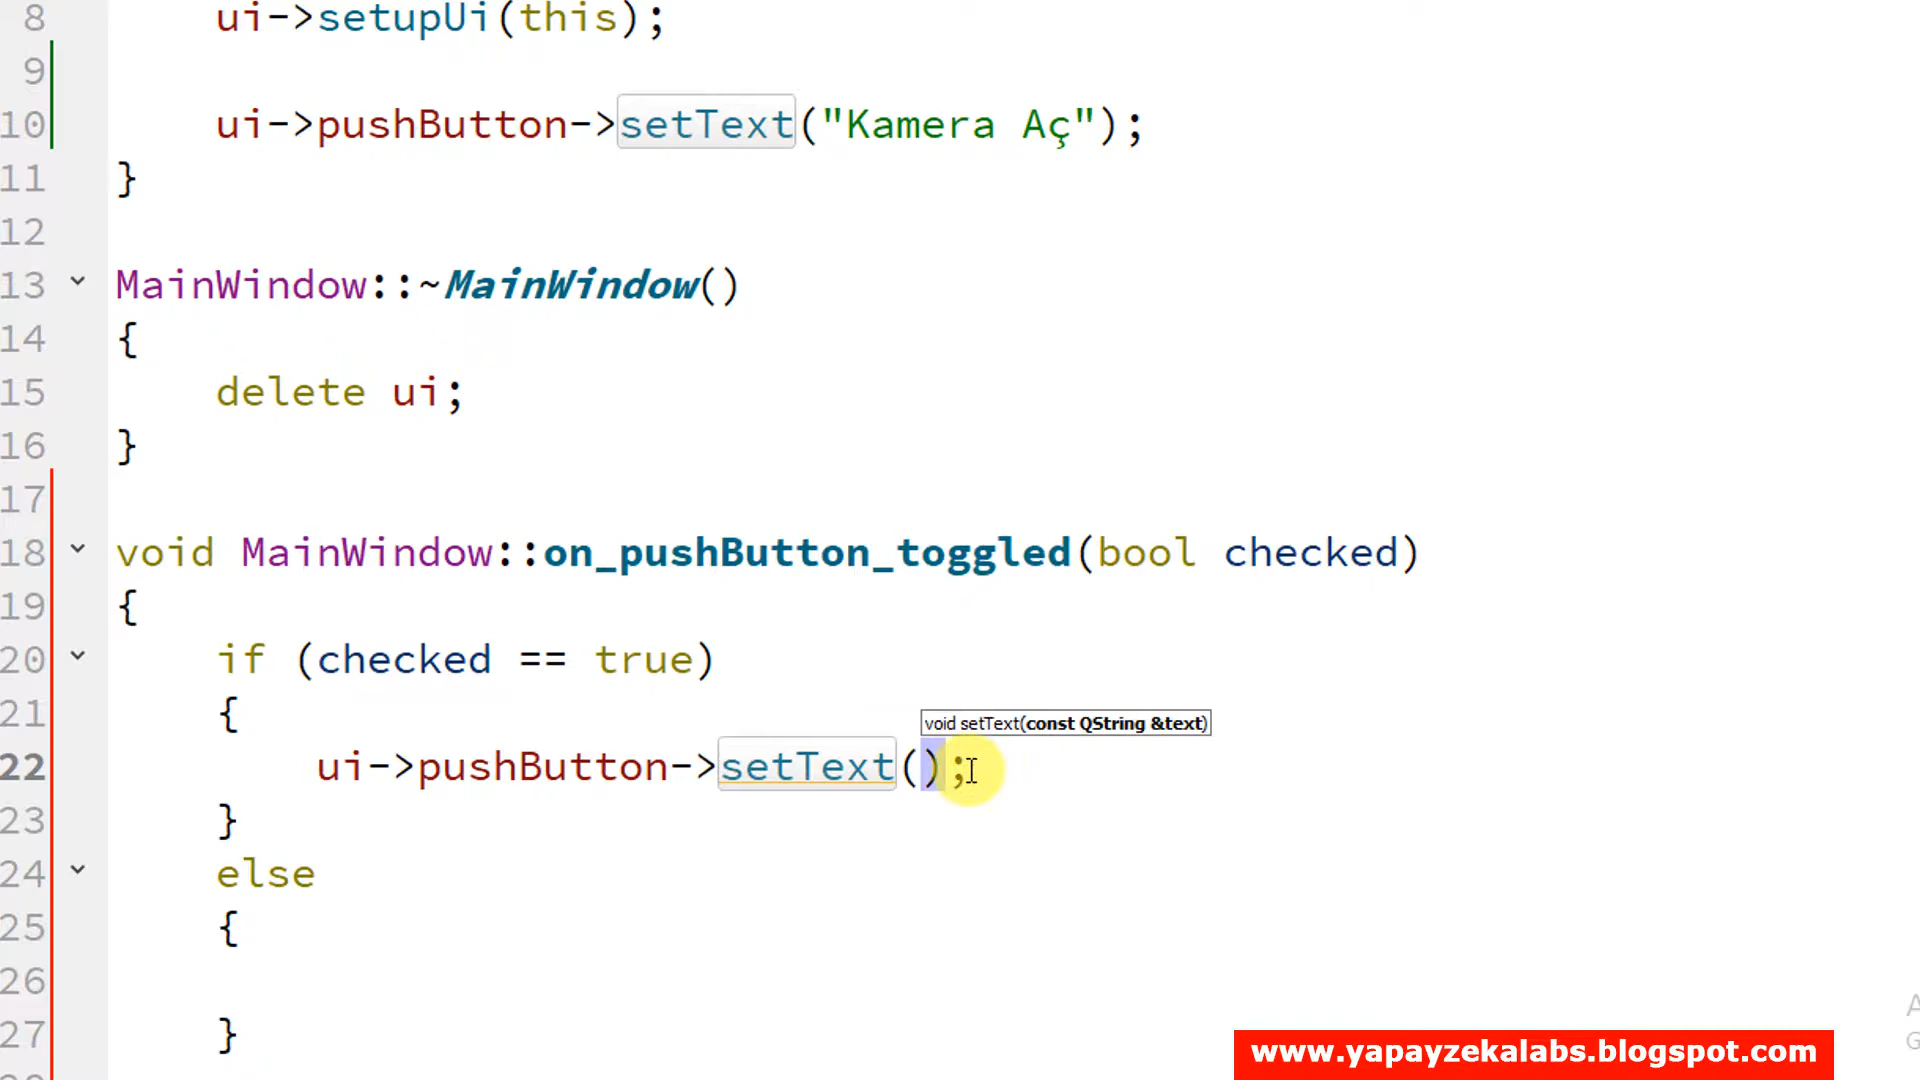 8 ui->setupUi(this);
9
10 ui->pushButton->setText("Kamera Aç");
11 }
12
13 MainWindow::~MainWindow()
14 {
15 delete ui;
16 }
17
18 void MainWindow::on_pushButton_toggled(bool checked)
19 {
20 if (checked == true)
21 {
void setText(const QString &text)
22 ui->pushButton->setText();
23 }
24 else
25 {
26
27 }
www.yapayzekalabs.blogspot.com